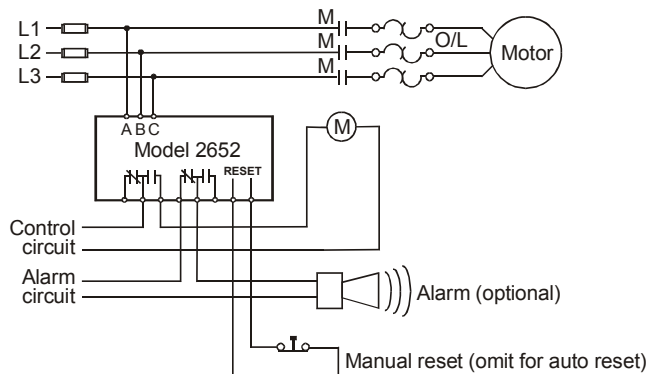 L1
M
L2
M
O/L
Motor
L3
M
A B C
Model 2652
M
RESET
Control
circuit
Alarm
circuit
Alarm (optional)
Manual reset (omit for auto reset)